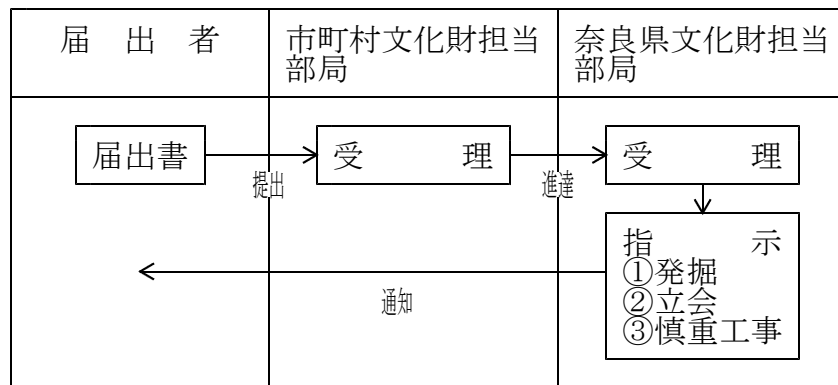 届出者
市町村文化財担当
部局
奈良県文化財担当
部局
届出書
提出
受理
進達
受理
指示
①発掘
②立会
③慎重工事
通知